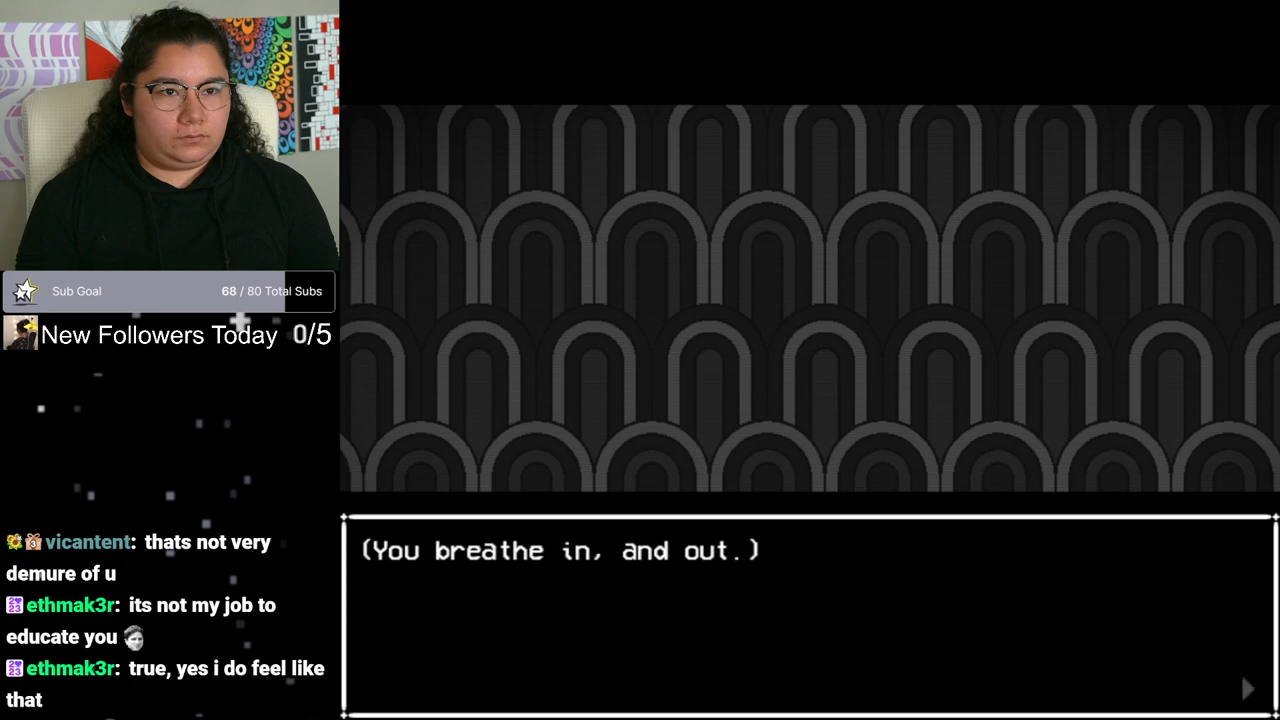 Sub Goal 68 / 80 Total Subs
New Followers Today 0/5
vicantent: thats not very
demure of u
ethmak3r: its not my job to
educate you
ethmak3r: true, yes i do feel like
that
(You breathe in, and out.)